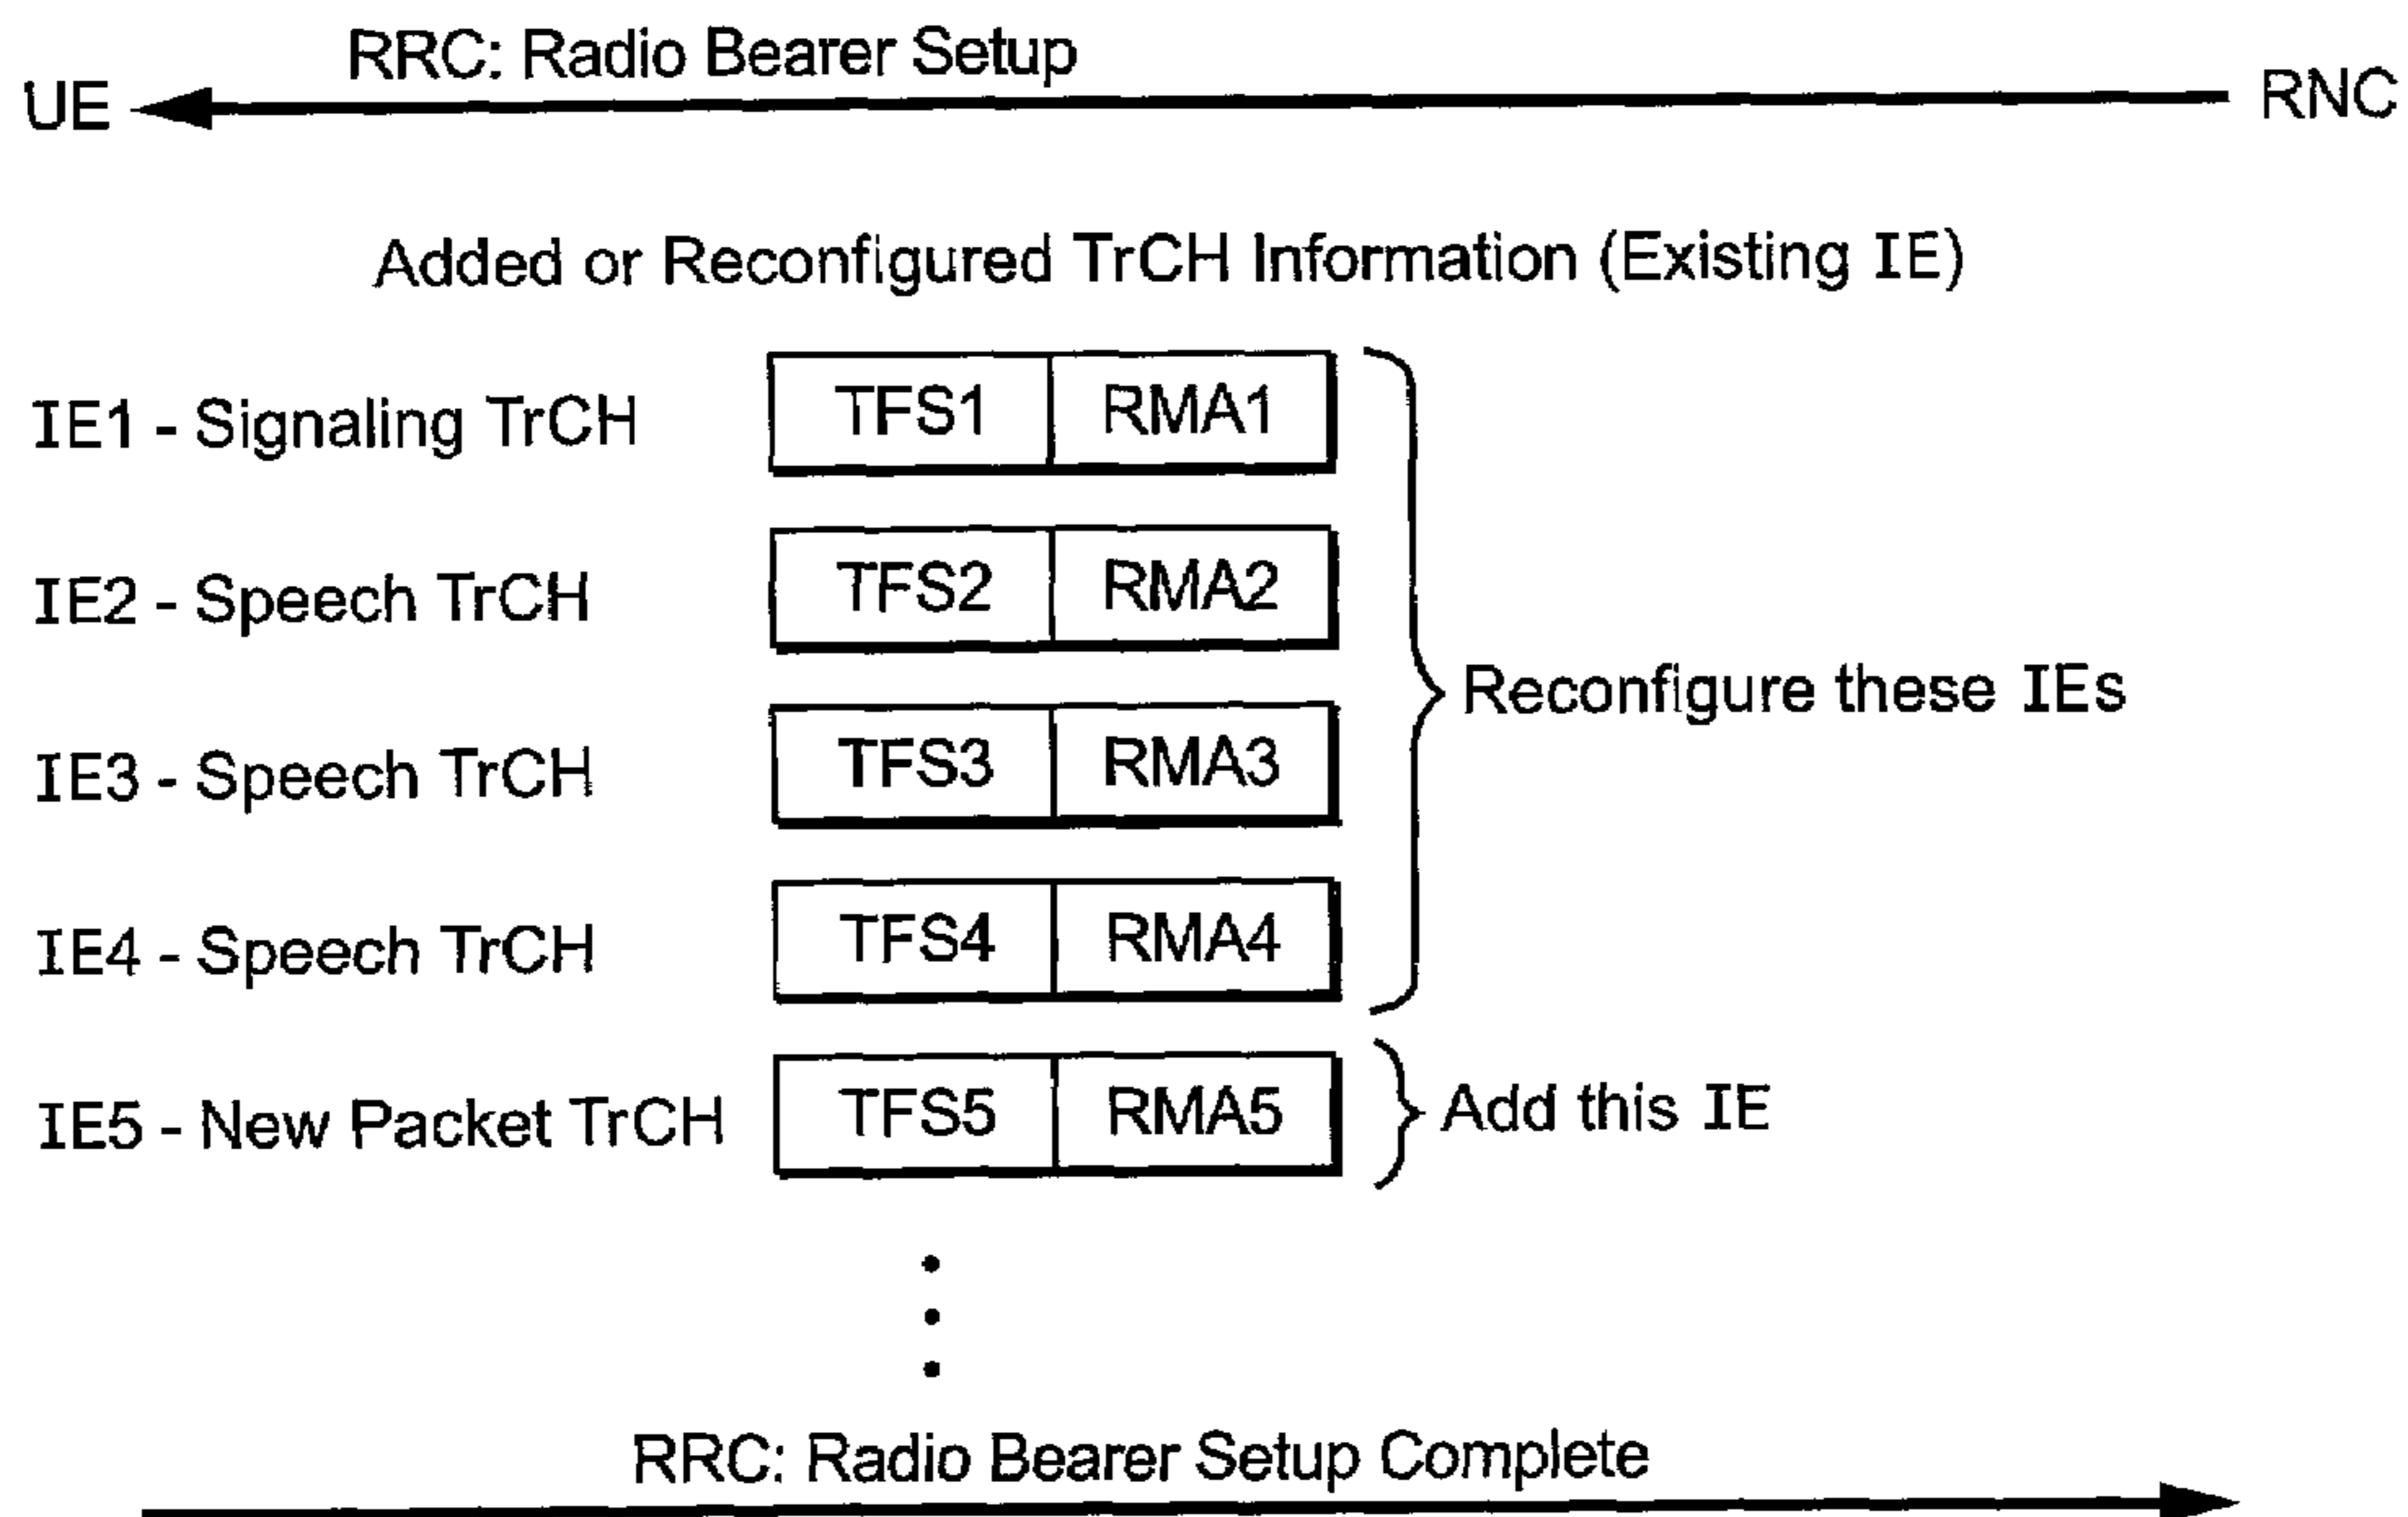 RRC: Radio Bearer Setup
UE RNC
Added or Reconfigured TrCH Information (Existing IE)
IE1 - Signaling TrCH TFS1 RMA1
IE2 - Speech TrCH TFS2 RMA2
Reconfigure these IEs
IE3 - Speech TrCH TFS3 RMA3
IE4 - Speech TrCH TFS4 RMA4
IE5 - New Packet TrCH TFS5 RMA5 Add this IE
RRC: Radio Bearer Setup Complete